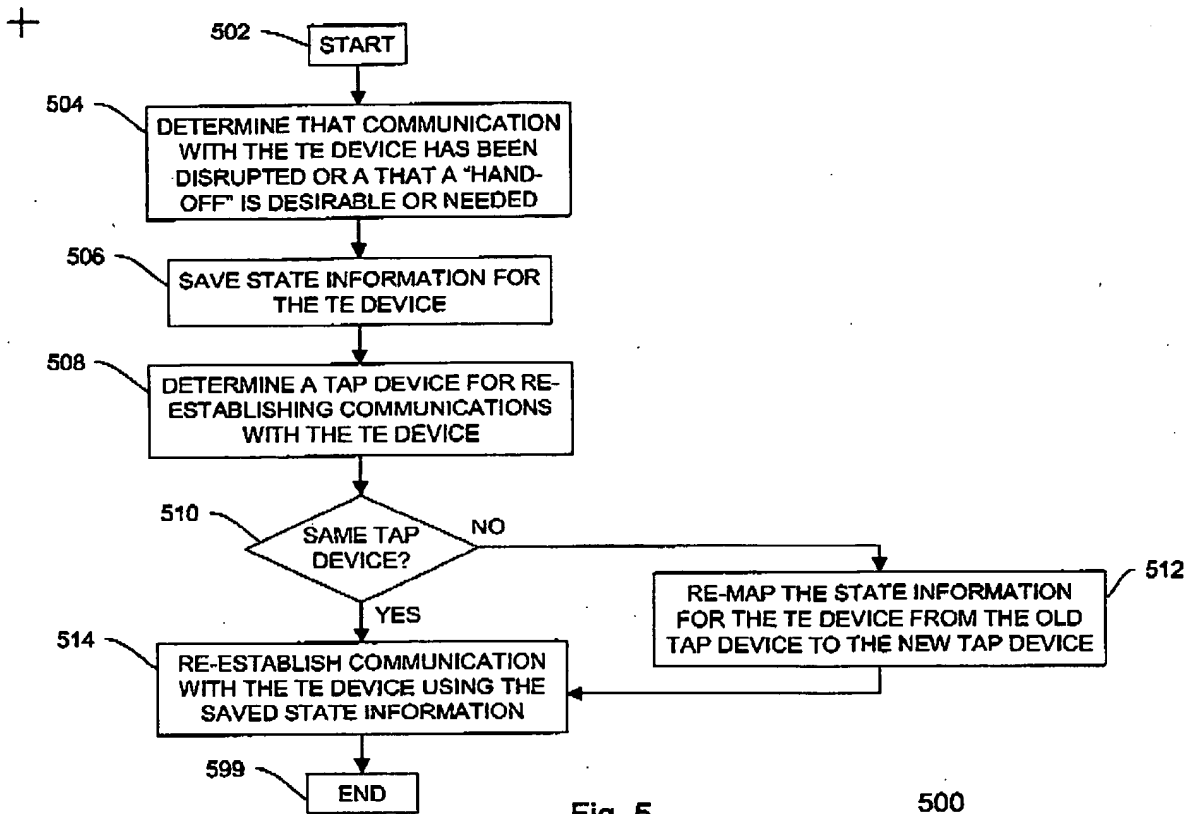 502
START
504
DETERMINE THAT COMMUNICATION
WITH THE TE DEVICE HAS BEEN
DISRUPTED OR A THAT A "HAND-
OFF" IS DESIRABLE OR NEEDED
506
SAVE STATE INFORMATION FOR
THE TE DEVICE
508
DETERMINE A TAP DEVICE FOR RE-
ESTABLISHING COMMUNICATIONS
WITH THE TE DEVICE
510
SAME TAP
DEVICE?
NO
YES
512
RE-MAP THE STATE INFORMATION
FOR THE TE DEVICE FROM THE OLD
TAP DEVICE TO THE NEW TAP DEVICE
514
RE-ESTABLISH COMMUNICATION
WITH THE TE DEVICE USING THE
SAVED STATE INFORMATION
599
END
Fig. 5
500